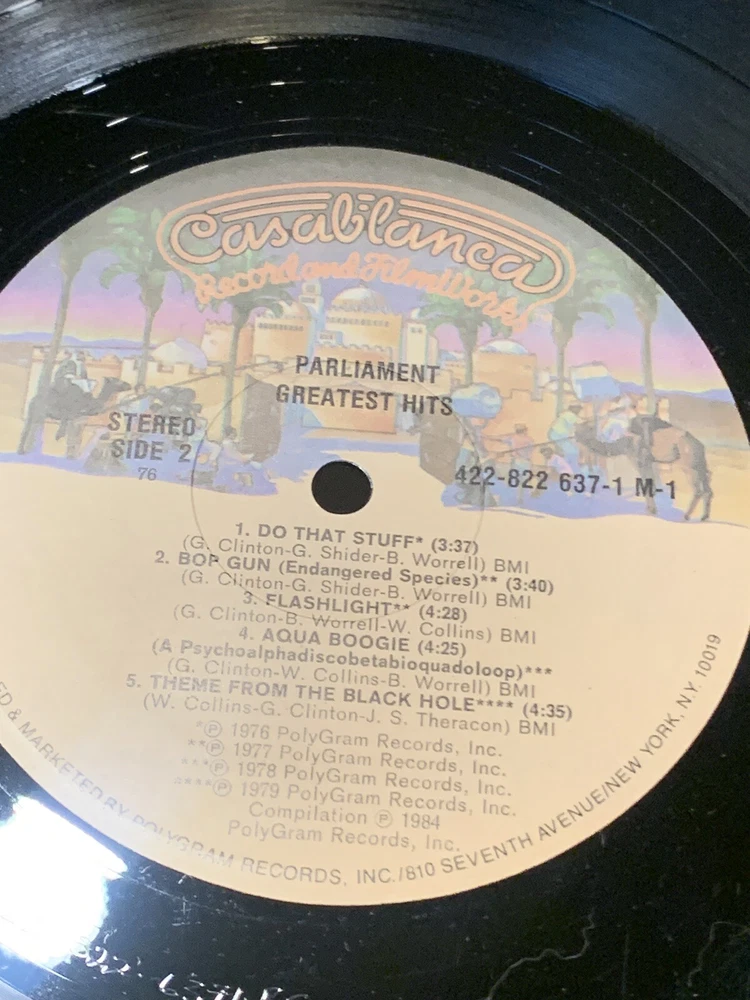 Casablanca
Record and FilmWorks
PARLIAMENT
GREATEST HITS
STEREO
SIDE 2
76
422-822 637-1 M-1
1. DO THAT STUFF* (3:37)
(G. Clinton-G. Shider-B. Worrell) BMI
2. BOP GUN (Endangered Species)** (3:40)
(G. Clinton-G. Shider-B. Worrell) BMI
3. FLASHLIGHT** (4:28)
(G. Clinton-B. Worrell-W. Collins) BMI
4. AQUA BOOGIE (4:25)
(A Psychoalphadiscobetabioquadoloop)***
(G. Clinton-W. Collins-B. Worrell) BMI
5. THEME FROM THE BLACK HOLE**** (4:35)
(W. Collins-G. Clinton-J. S. Theracon) BMI
*℗ 1976 PolyGram Records, Inc.
**℗ 1977 PolyGram Records, Inc.
***℗ 1978 PolyGram Records, Inc.
****℗ 1979 PolyGram Records, Inc.
Compilation ℗ 1984
PolyGram Records, Inc.
& MARKETED BY POLYGRAM RECORDS, INC./810 SEVENTH AVENUE/NEW YORK, N.Y. 10019